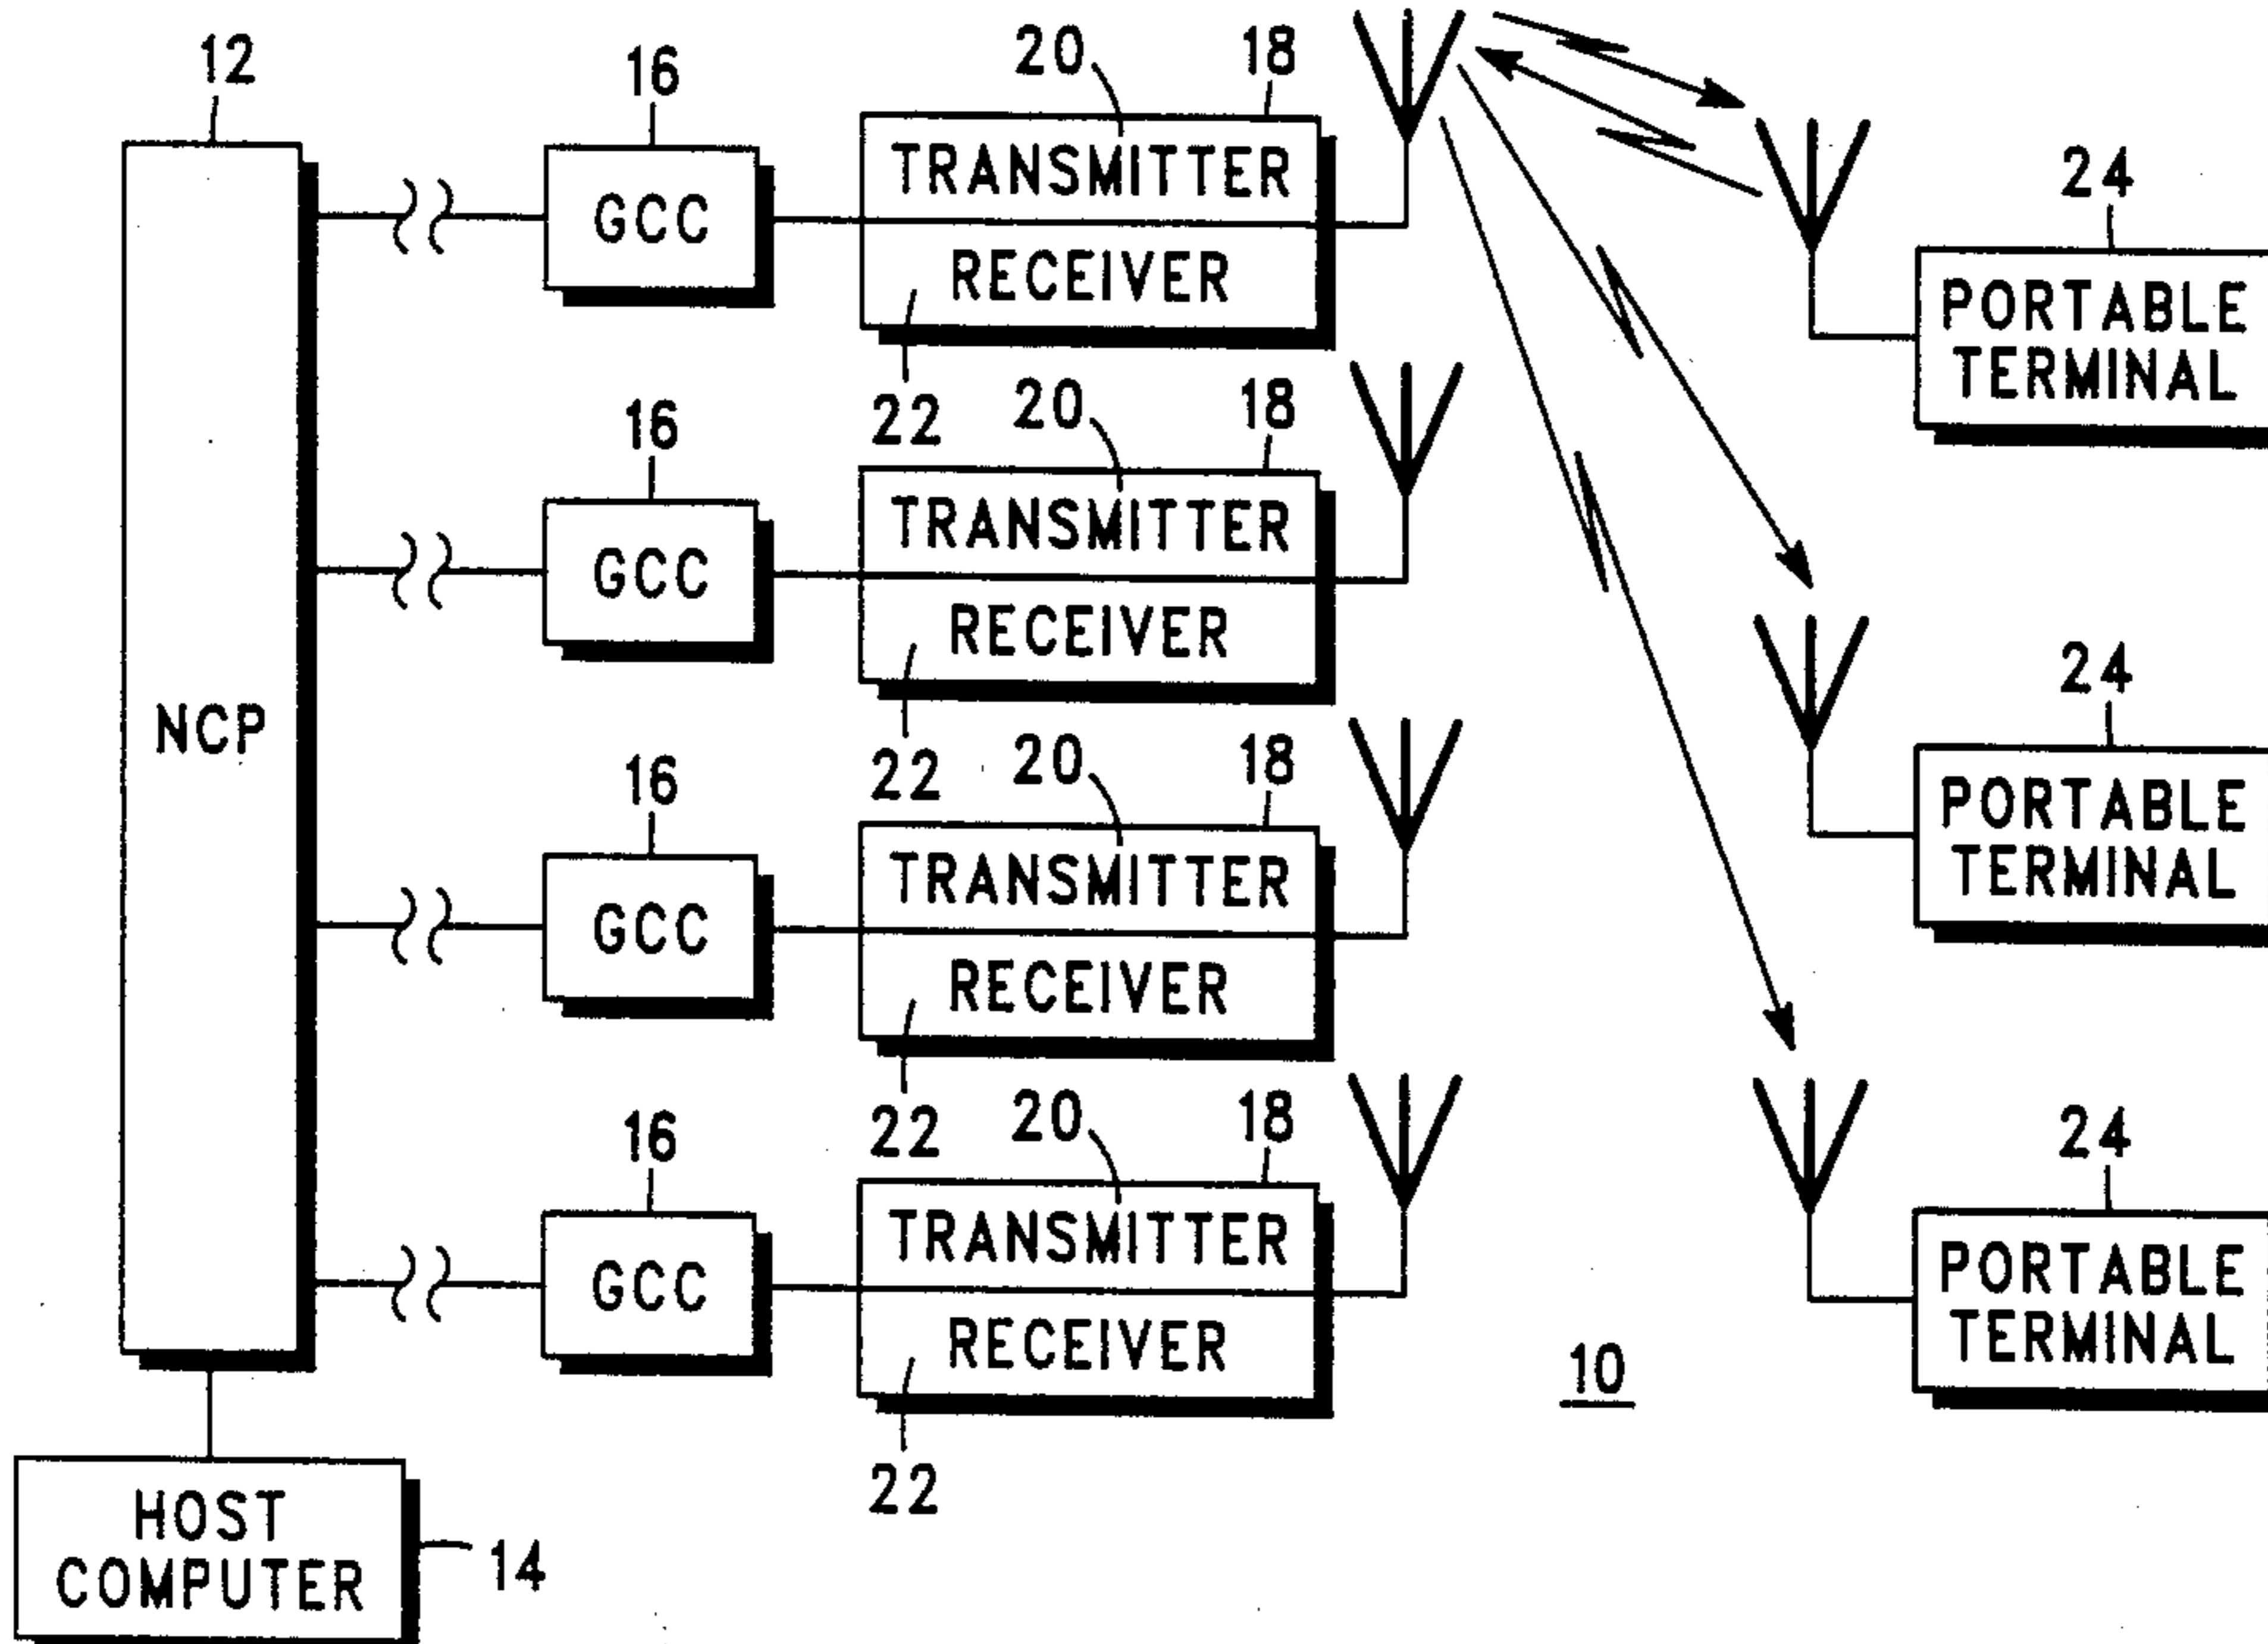 12
16
20
18
TRANSMITTER
GCC
RECEIVER
24
PORTABLE
TERMINAL
22
16
20
18
TRANSMITTER
GCC
RECEIVER
NCP
24
PORTABLE
TERMINAL
22
16
20
18
TRANSMITTER
GCC
RECEIVER
22
16
20
18
24
TRANSMITTER
GCC
RECEIVER
PORTABLE
TERMINAL
10
22
HOST
COMPUTER
14